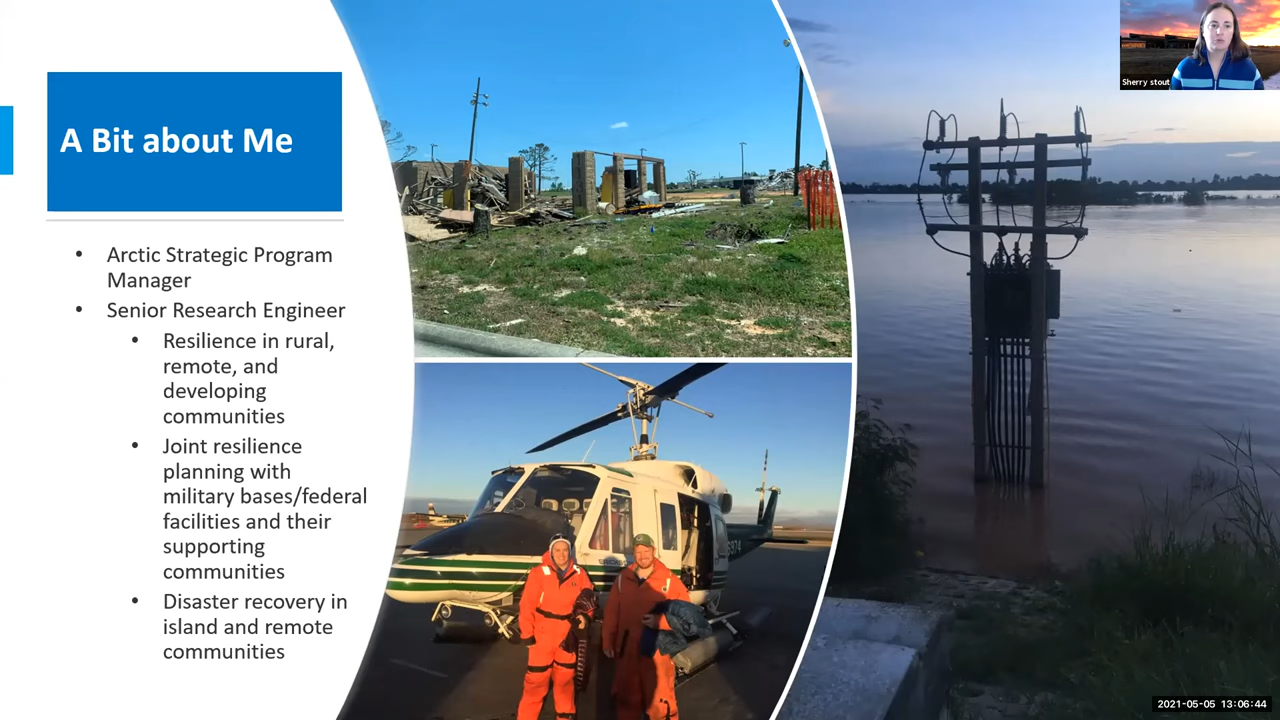 A Bit about Me
• Arctic Strategic Program
Manager
• Senior Research Engineer
• Resilience in rural,
remote, and
developing
communities
• Joint resilience
planning with
military bases/federal
facilities and their
supporting
communities
• Disaster recovery in
island and remote
communities
Sherry stout
2021-05-05 13:06:44